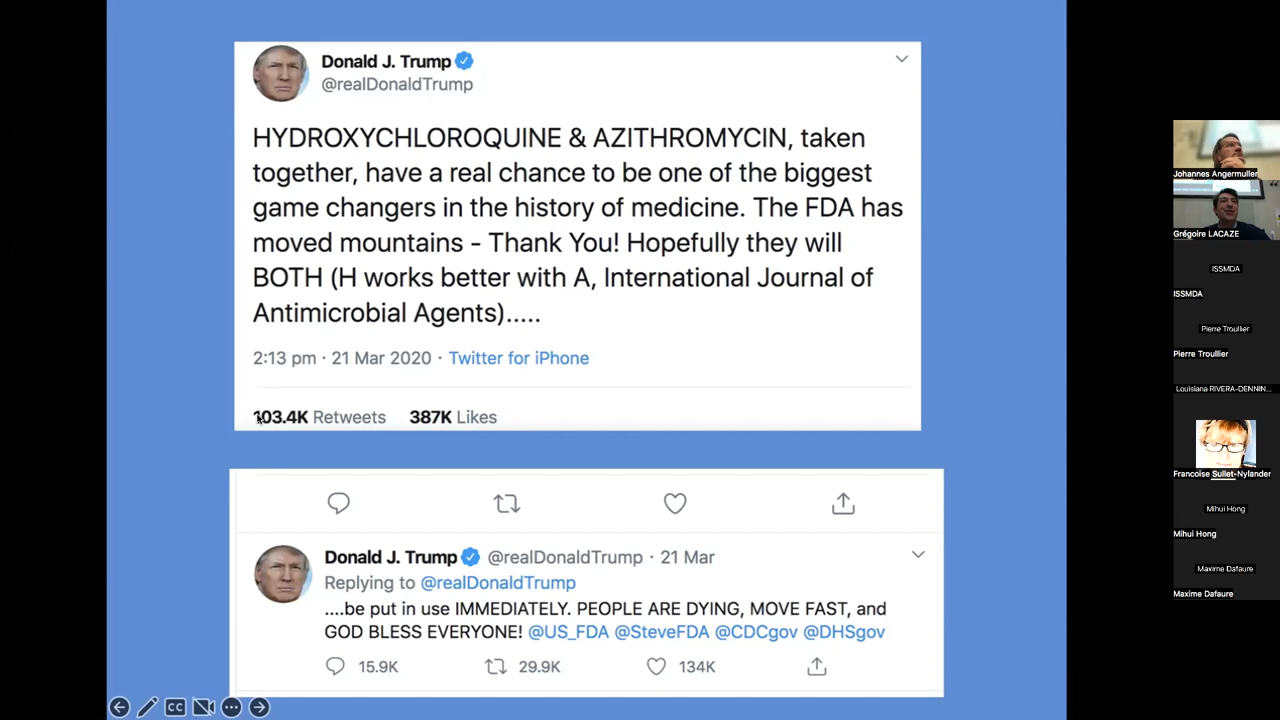 Donald J. Trump
@realDonaldTrump
HYDROXYCHLOROQUINE & AZITHROMYCIN, taken
together, have a real chance to be one of the biggest
game changers in the history of medicine. The FDA has
moved mountains - Thank You! Hopefully they will
BOTH (H works better with A, International Journal of
Antimicrobial Agents).....
2:13 pm · 21 Mar 2020 · Twitter for iPhone
103.4K Retweets 387K Likes
Donald J. Trump @realDonaldTrump · 21 Mar
Replying to @realDonaldTrump
....be put in use IMMEDIATELY. PEOPLE ARE DYING, MOVE FAST, and
GOD BLESS EVERYONE! @US_FDA @SteveFDA @CDCgov @DHSgov
15.9K 29.9K 134K
CC
Johannes Angermuller
Grégoire LACAZE
ISSMDA
ISSMDA
Pierre Troullier
Pierre Troullier
Louisiana RIVERA-DENNIN...
Francoise Sullet-Nylander
Mihui Hong
Mihui Hong
Maxime Dafaure
Maxime Dafaure